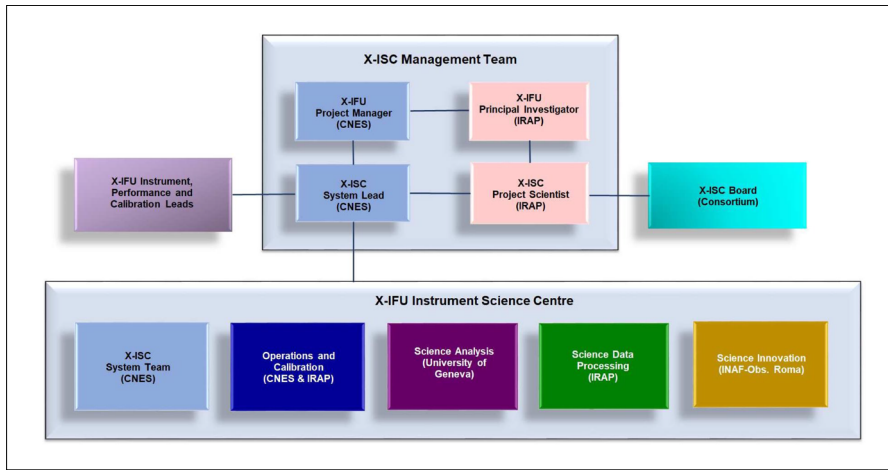 X-ISC Management Team
X-IFU
Project Manager
(CNES)
X-IFU
Principal Investigator
(IRAP)
X-IFU Instrument,
Performance and
Calibration Leads
X-ISC
System Lead
(CNES)
X-ISC
Project Scientist
(IRAP)
X-ISC Board
(Consortium)
X-IFU Instrument Science Centre
X-ISC
System Team
(CNES)
Operations and
Calibration
(CNES & IRAP)
Science Analysis
(University of
Geneva)
Science Data
Processing
(IRAP)
Science Innovation
(INAF-Obs. Roma)